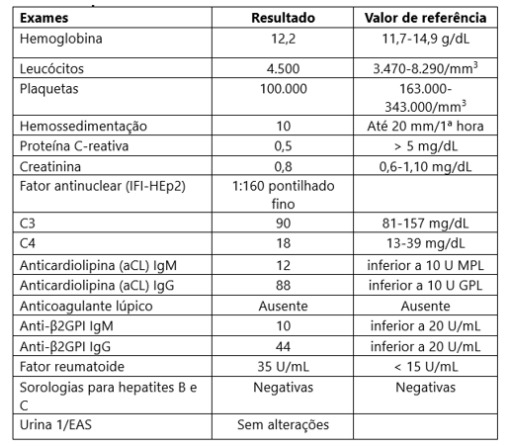 Exames Resultado Valor de referência
Hemoglobina 12,2 11,7-14,9 g/dL
Leucócitos 4.500 3.470-8.290/mm³
Plaquetas 100.000 163.000-
343.000/mm³
Hemossedimentação 10 Até 20 mm/1ª hora
Proteína C-reativa 0,5 > 5 mg/dL
Creatinina 0,8 0,6-1,10 mg/dL
Fator antinuclear (IFI-HEp2) 1:160 pontilhado
fino
C3 90 81-157 mg/dL
C4 18 13-39 mg/dL
Anticardiolipina (aCL) IgM 12 inferior a 10 U MPL
Anticardiolipina (aCL) IgG 88 inferior a 10 U GPL
Anticoagulante lúpico Ausente Ausente
Anti-β2GPI IgM 10 inferior a 20 U/mL
Anti-β2GPI IgG 44 inferior a 20 U/mL
Fator reumatoide 35 U/mL < 15 U/mL
Sorologias para hepatites B e Negativas Negativas
C
Urina 1/EAS Sem alterações